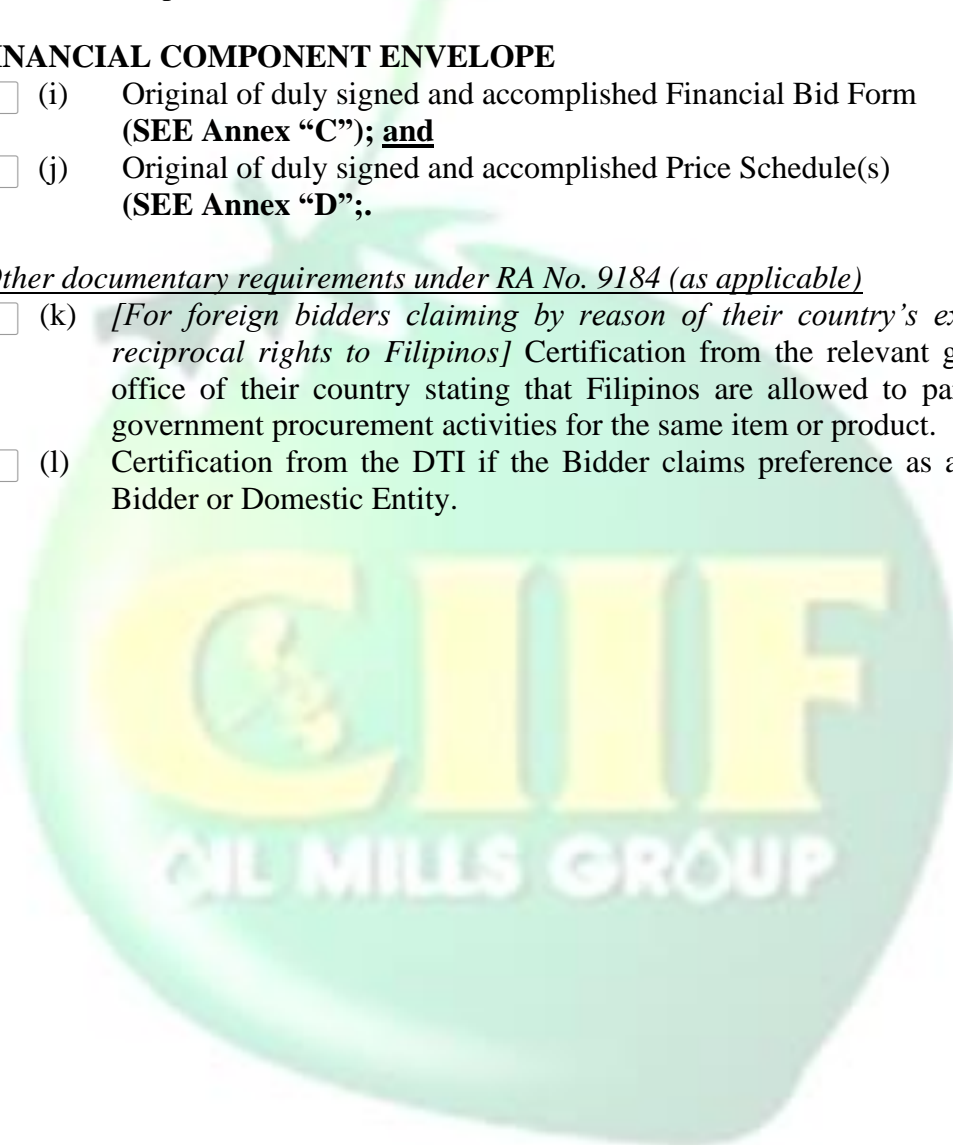 INANCIAL COMPONENT ENVELOPE
(i) Original of duly signed and accomplished Financial Bid Form
(SEE Annex “C”); and
(j) Original of duly signed and accomplished Price Schedule(s)
(SEE Annex “D”;.
Other documentary requirements under RA No. 9184 (as applicable)
(k) [For foreign bidders claiming by reason of their country’s ex
reciprocal rights to Filipinos] Certification from the relevant g
office of their country stating that Filipinos are allowed to pa
government procurement activities for the same item or product.
(l) Certification from the DTI if the Bidder claims preference as a
Bidder or Domestic Entity.
CIIF
OIL MILLS GROUP